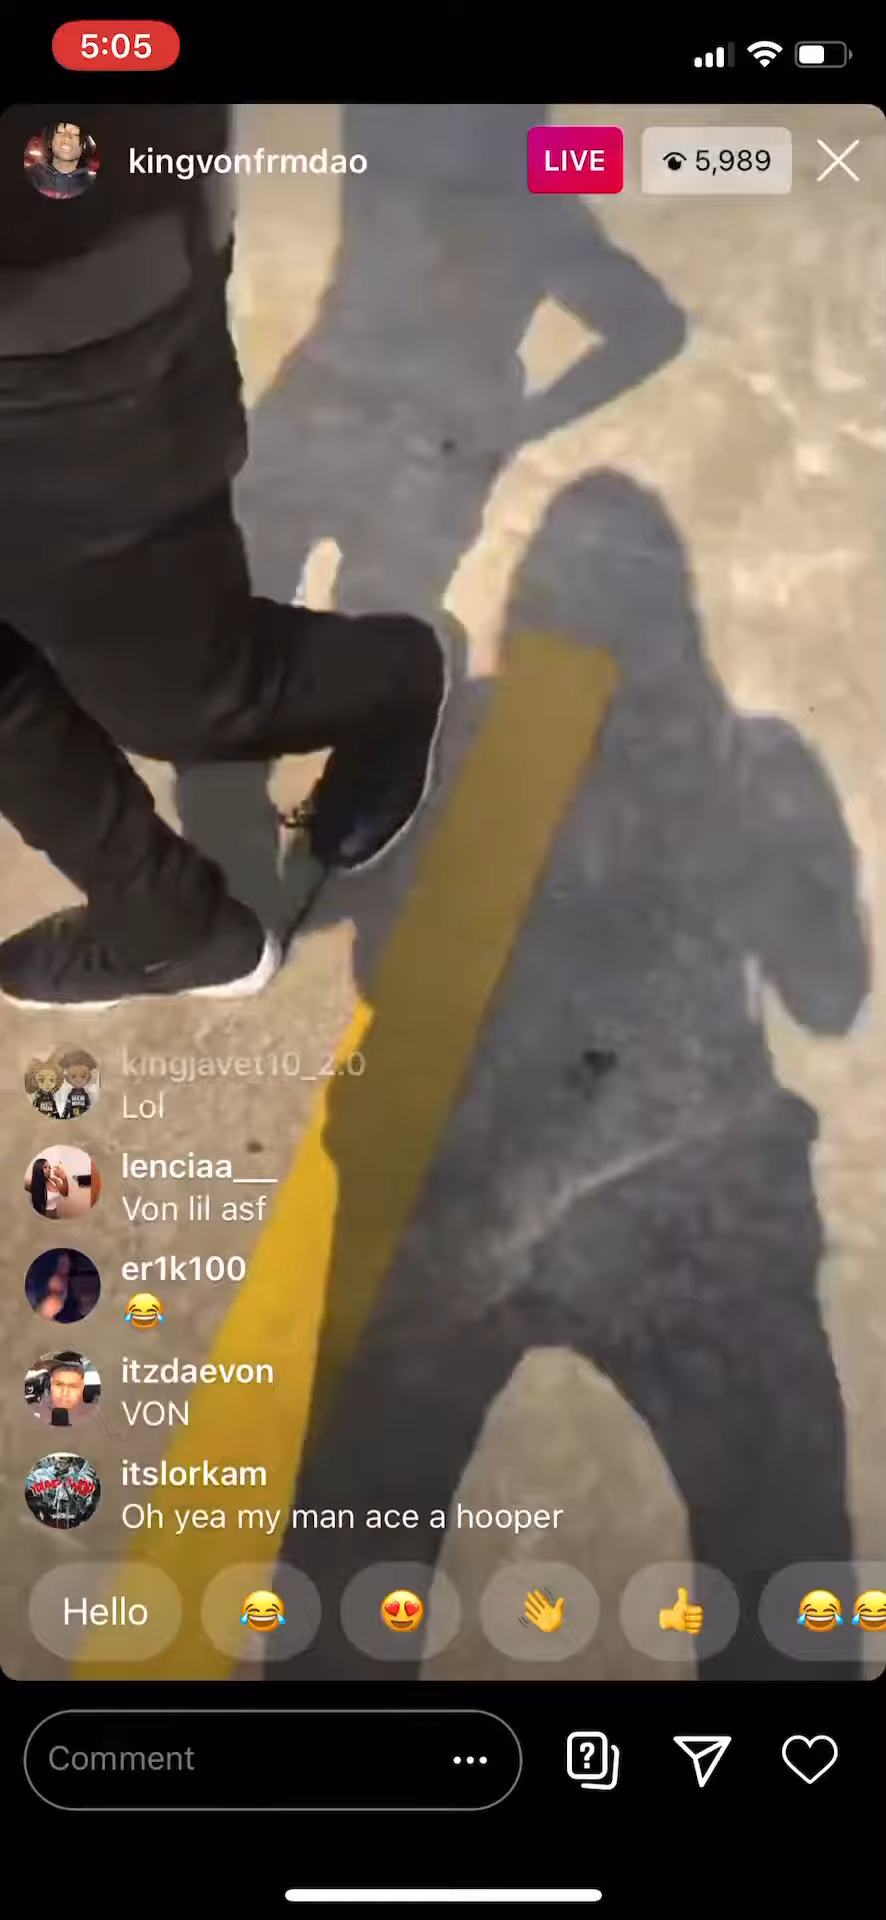 5:05
kingvonfrmdao
LIVE
5,989
kingjavet10_2.0
Lol
lenciaa___
Von lil asf
er1k100
😂
itzdaevon
VON
itslorkam
Oh yea my man ace a hooper
Hello 😂 😍 👋 👍 😂😂
Comment